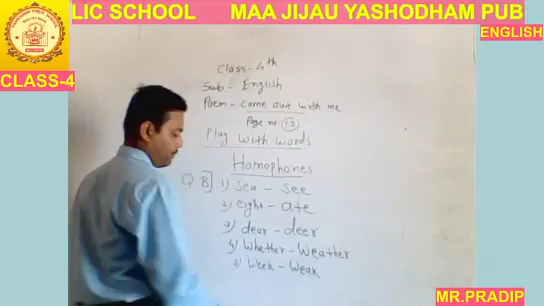 LIC SCHOOL MAA JIJAU YASHODHAM PUB
ENGLISH
CLASS-4
Class-4th
Sub- English
Poem - Come out with me
Page no 13
Play With Words
Homophones
Q B] 1) Sea - See
2) eight - ate
3) dear - deer
4) Whether - Weather
5) Week - Weak
MR.PRADIP